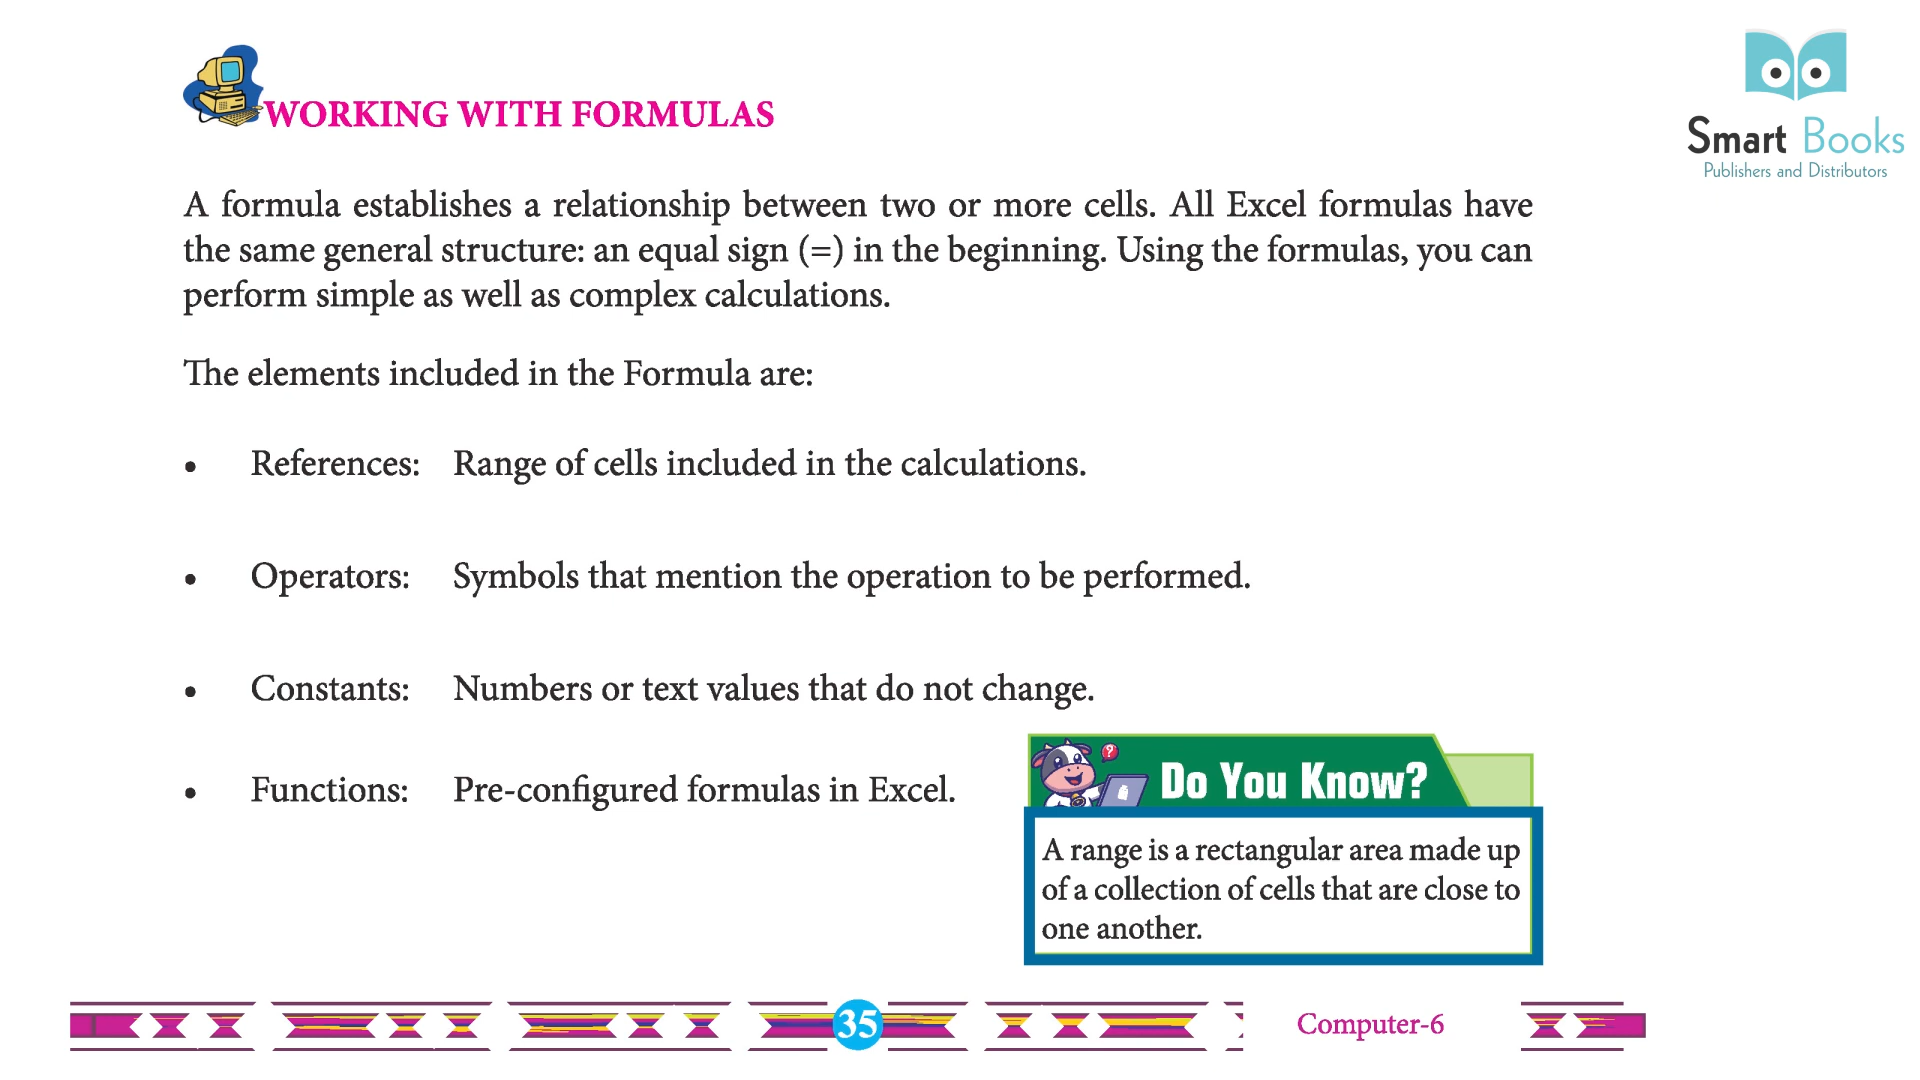 WORKING WITH FORMULAS
Smart Books
Publishers and Distributors
A formula establishes a relationship between two or more cells. All Excel formulas have
the same general structure: an equal sign (=) in the beginning. Using the formulas, you can
perform simple as well as complex calculations.
The elements included in the Formula are:
• References: Range of cells included in the calculations.
• Operators: Symbols that mention the operation to be performed.
• Constants: Numbers or text values that do not change.
• Functions: Pre-configured formulas in Excel.
?
Do You Know?
A range is a rectangular area made up
of a collection of cells that are close to
one another.
35
Computer-6